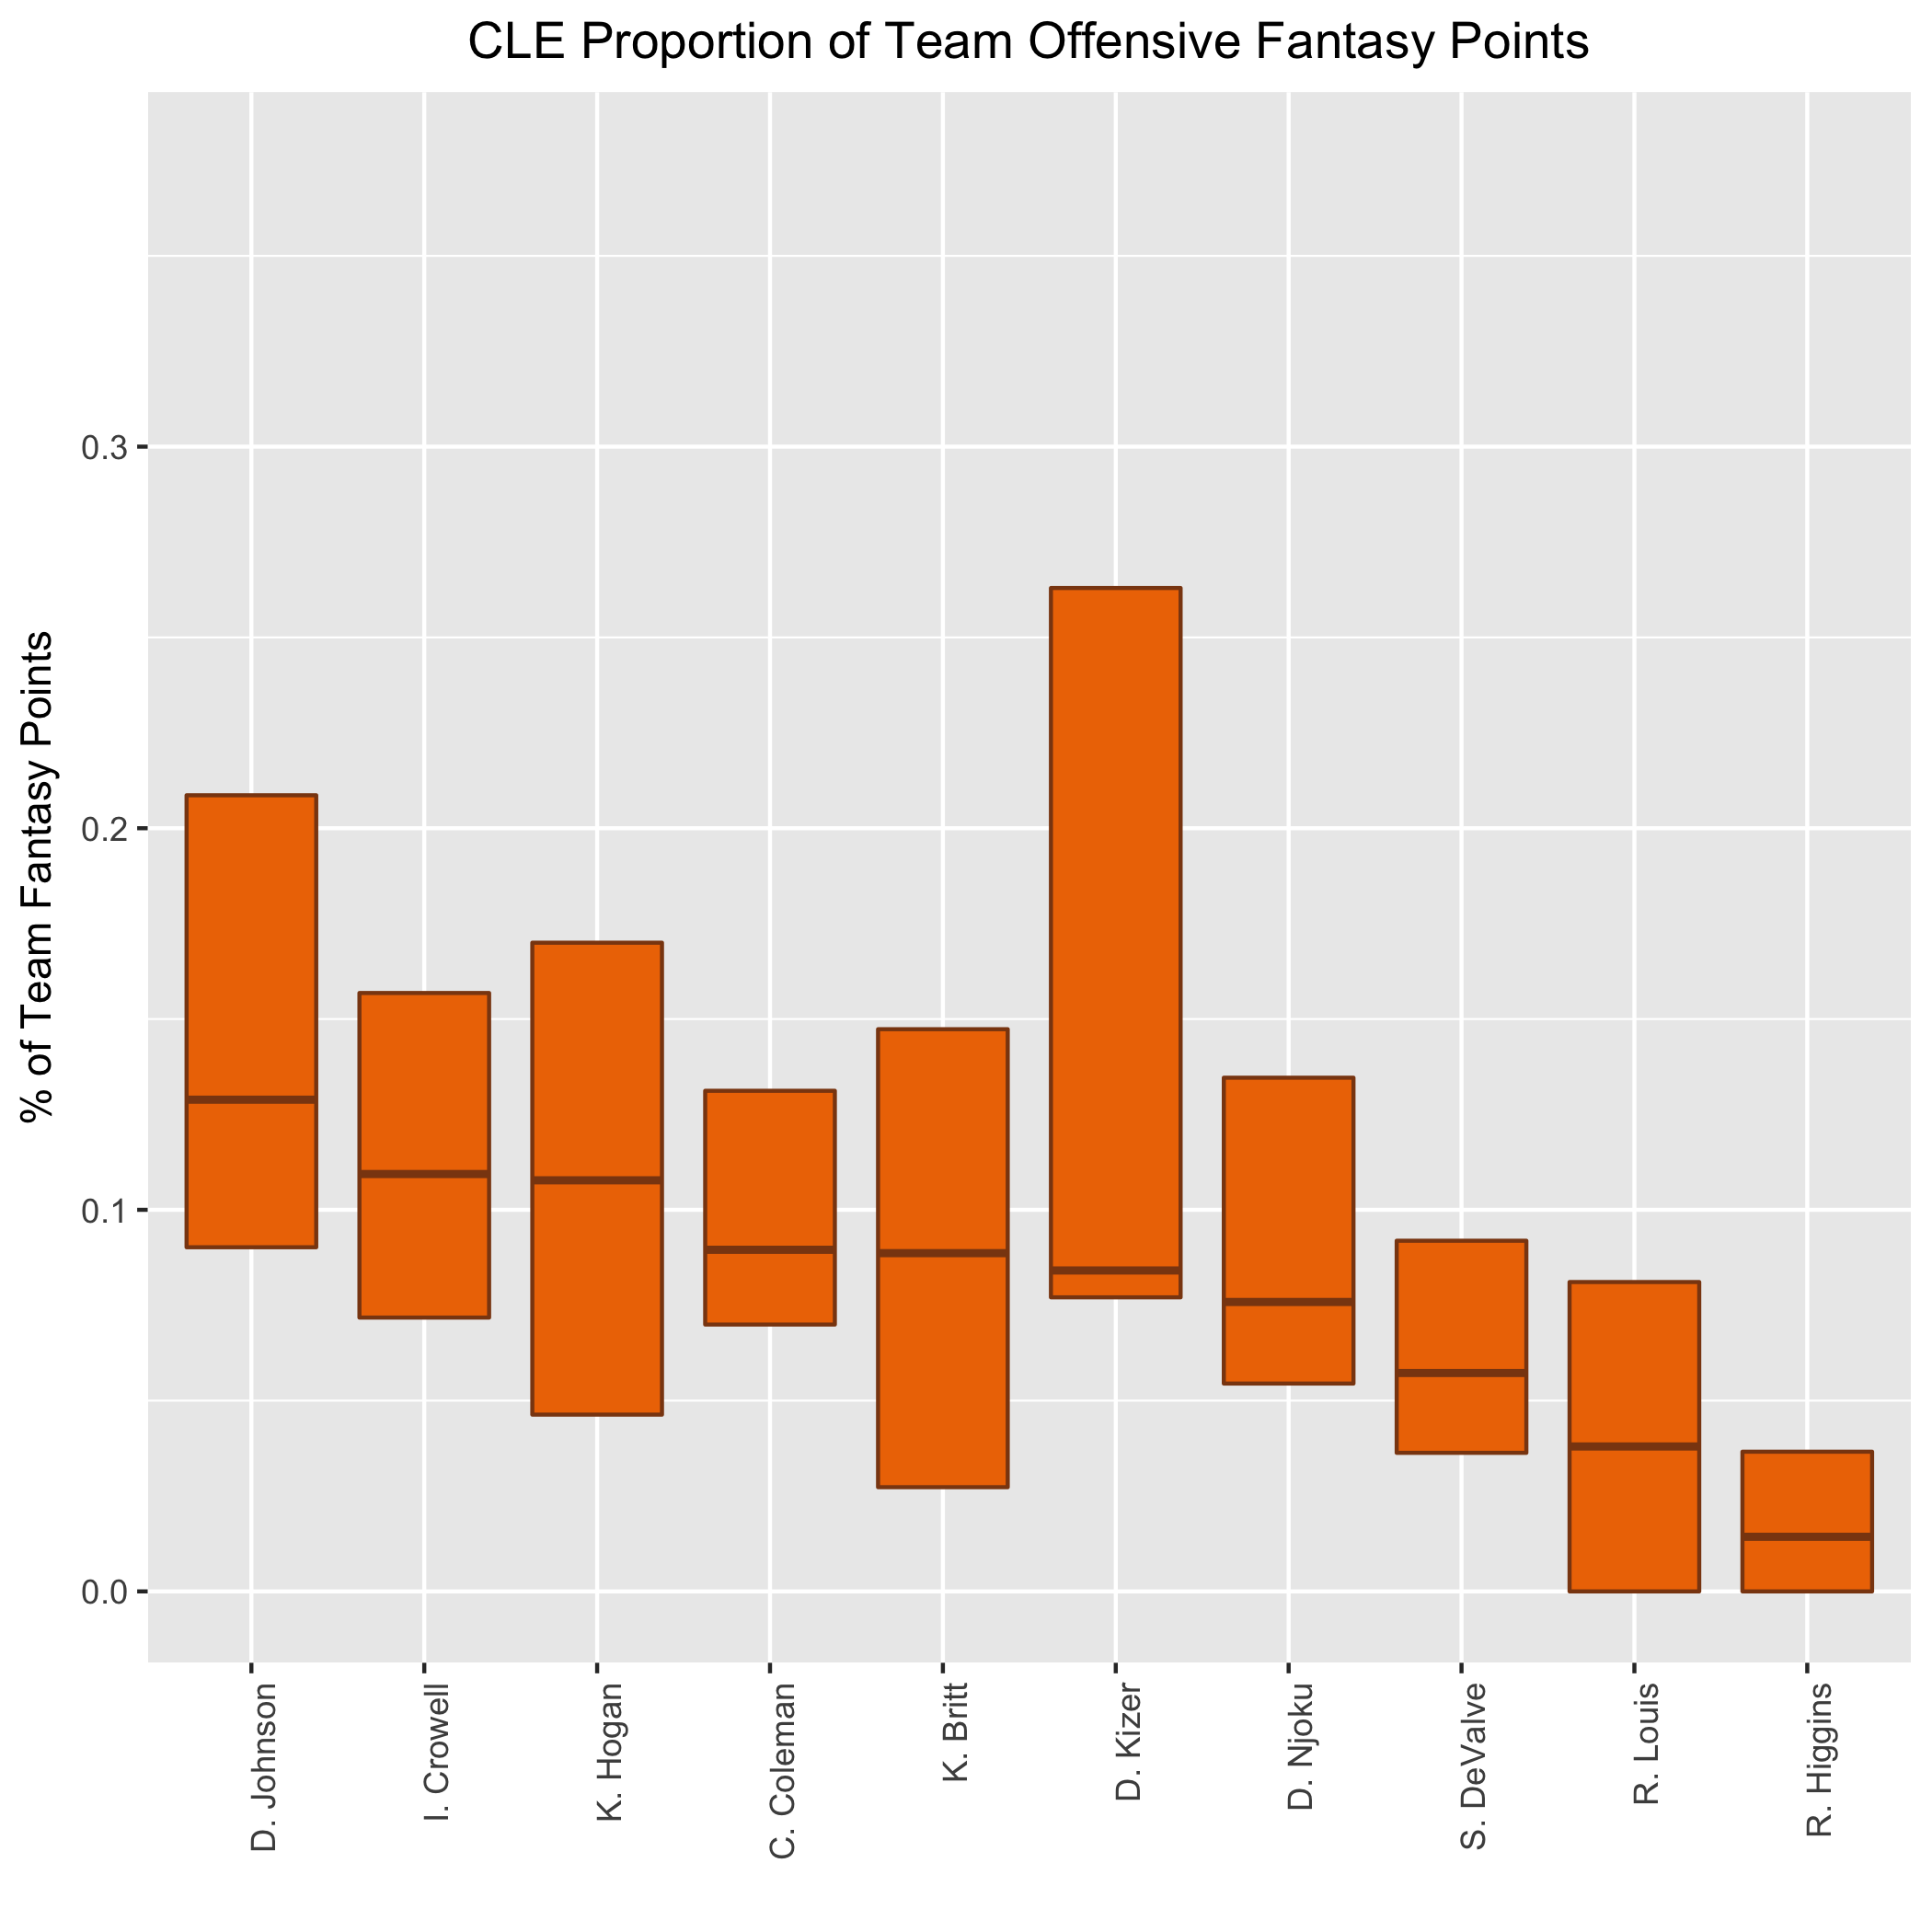 CLE Proportion of Team Offensive Fantasy Points
% of Team Fantasy Points
0.3
0.2
0.1
0.0
D. Johnson
I. Crowell
K. Hogan
C. Coleman
K. Britt
D. Kizer
D. Njoku
S. DeValve
R. Louis
R. Higgins